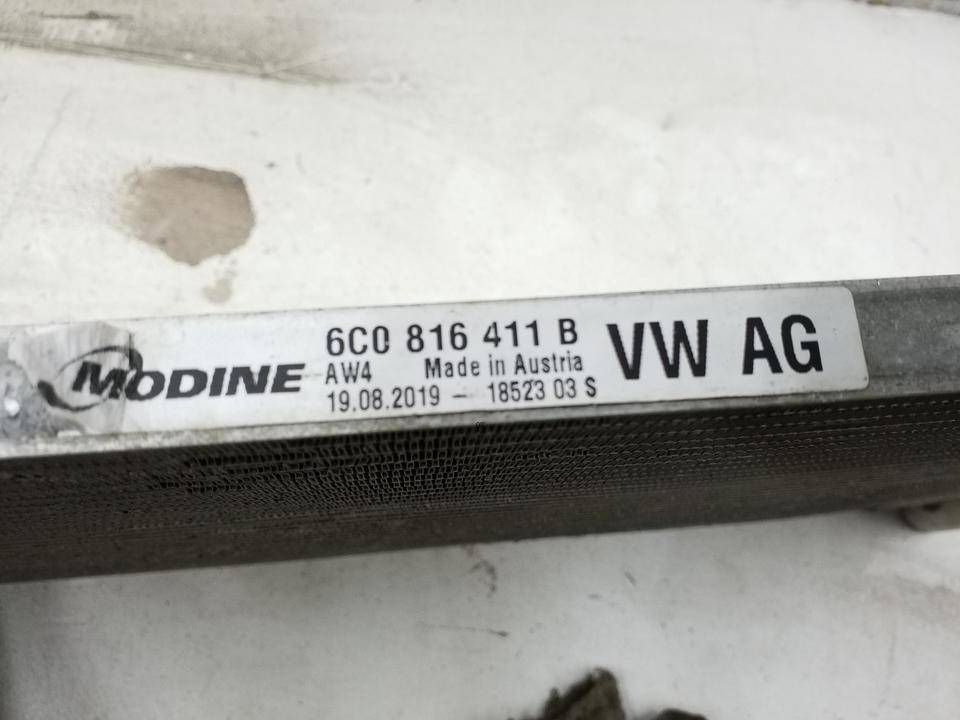 MODINE
6C0 816 411 B
AW4 Made in Austria
19.08.2019 - 18523 03 S
VW AG